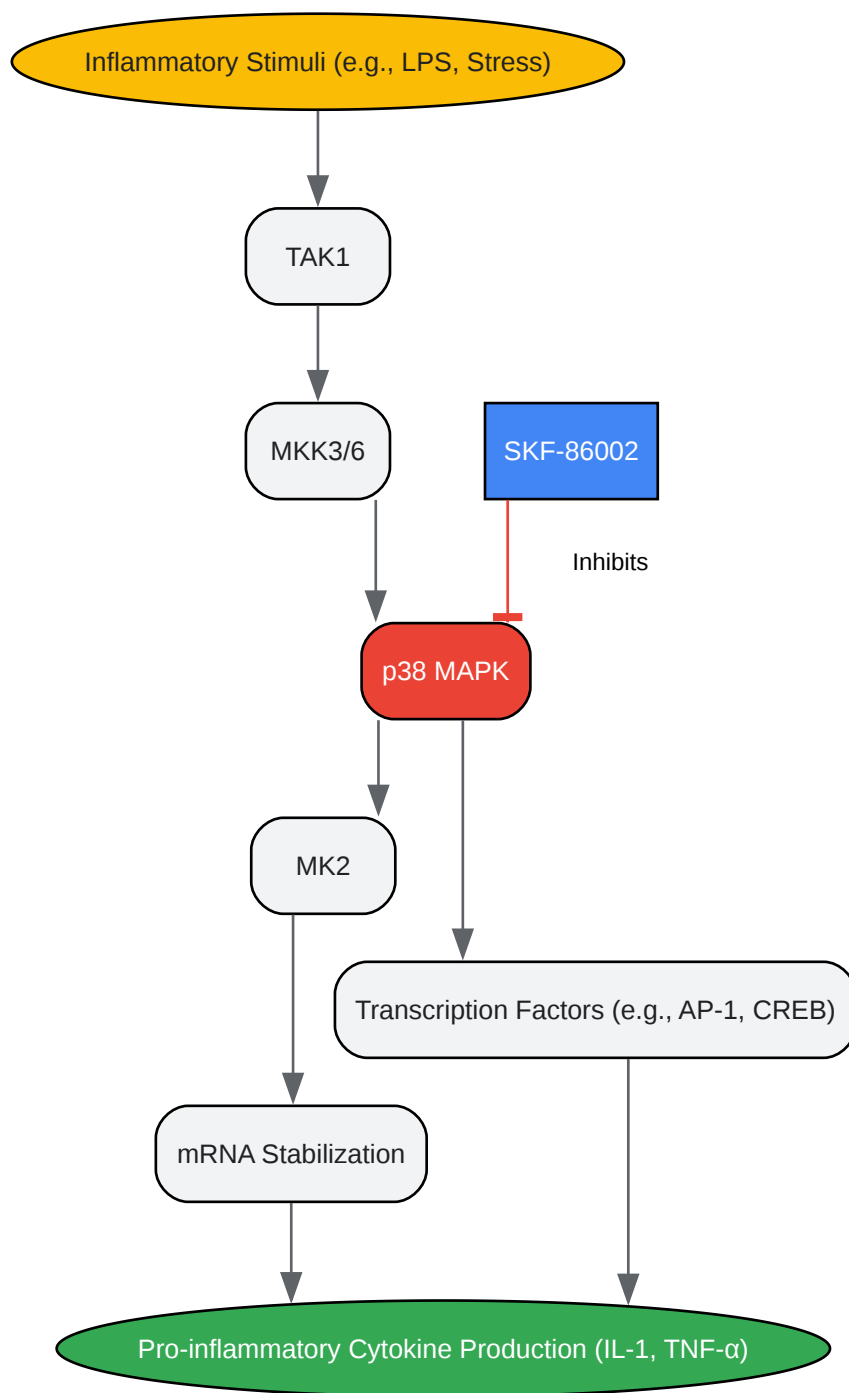 Inflammatory Stimuli (e.g., LPS, Stress)
TAK1
MKK3/6
SKF-86002
Inhibits
p38 MAPK
MK2
Transcription Factors (e.g., AP-1, CREB)
mRNA Stabilization
Pro-inflammatory Cytokine Production (IL-1, TNF-α)